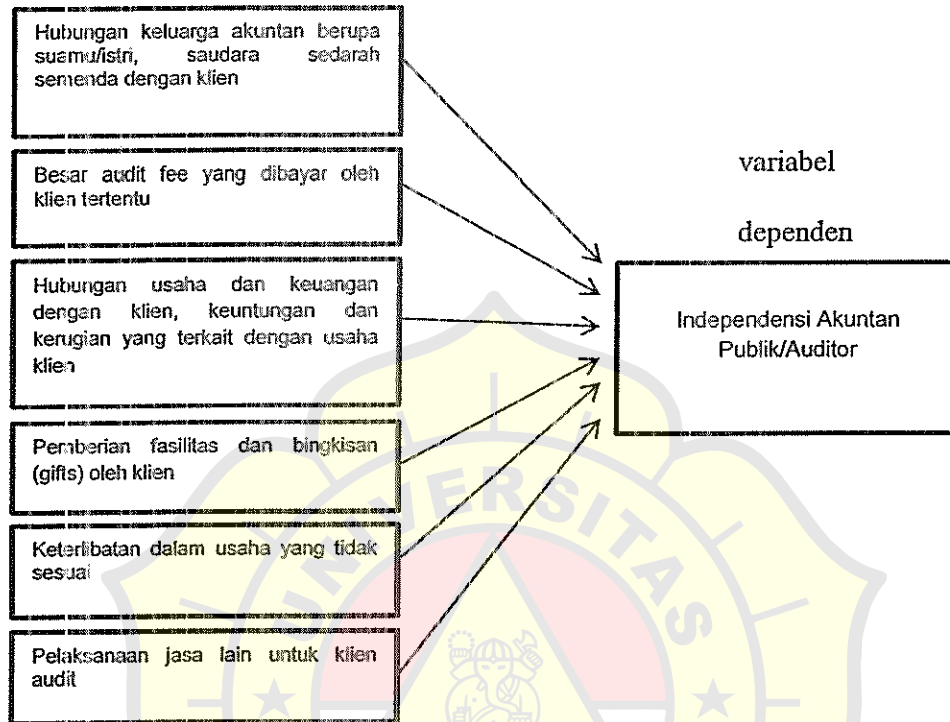 Hubungan keluarga akuntan berupa
suamu/istri, saudara sedarah
semenda dengan klien
Besar audit fee yang dibayar oleh
klien tertentu
Hubungan usaha dan keuangan
dengan klien, keuntungan dan
kerugian yang terkait dengan usaha
klien
Pemberian fasilitas dan bingkisan
(gifts) oleh klien
Keterlibatan dalam usaha yang tidak
sesuai
Pelaksanaan jasa lain untuk klien
audit
variabel
dependen
Independensi Akuntan
Publik/Auditor
UNIVERSITAS